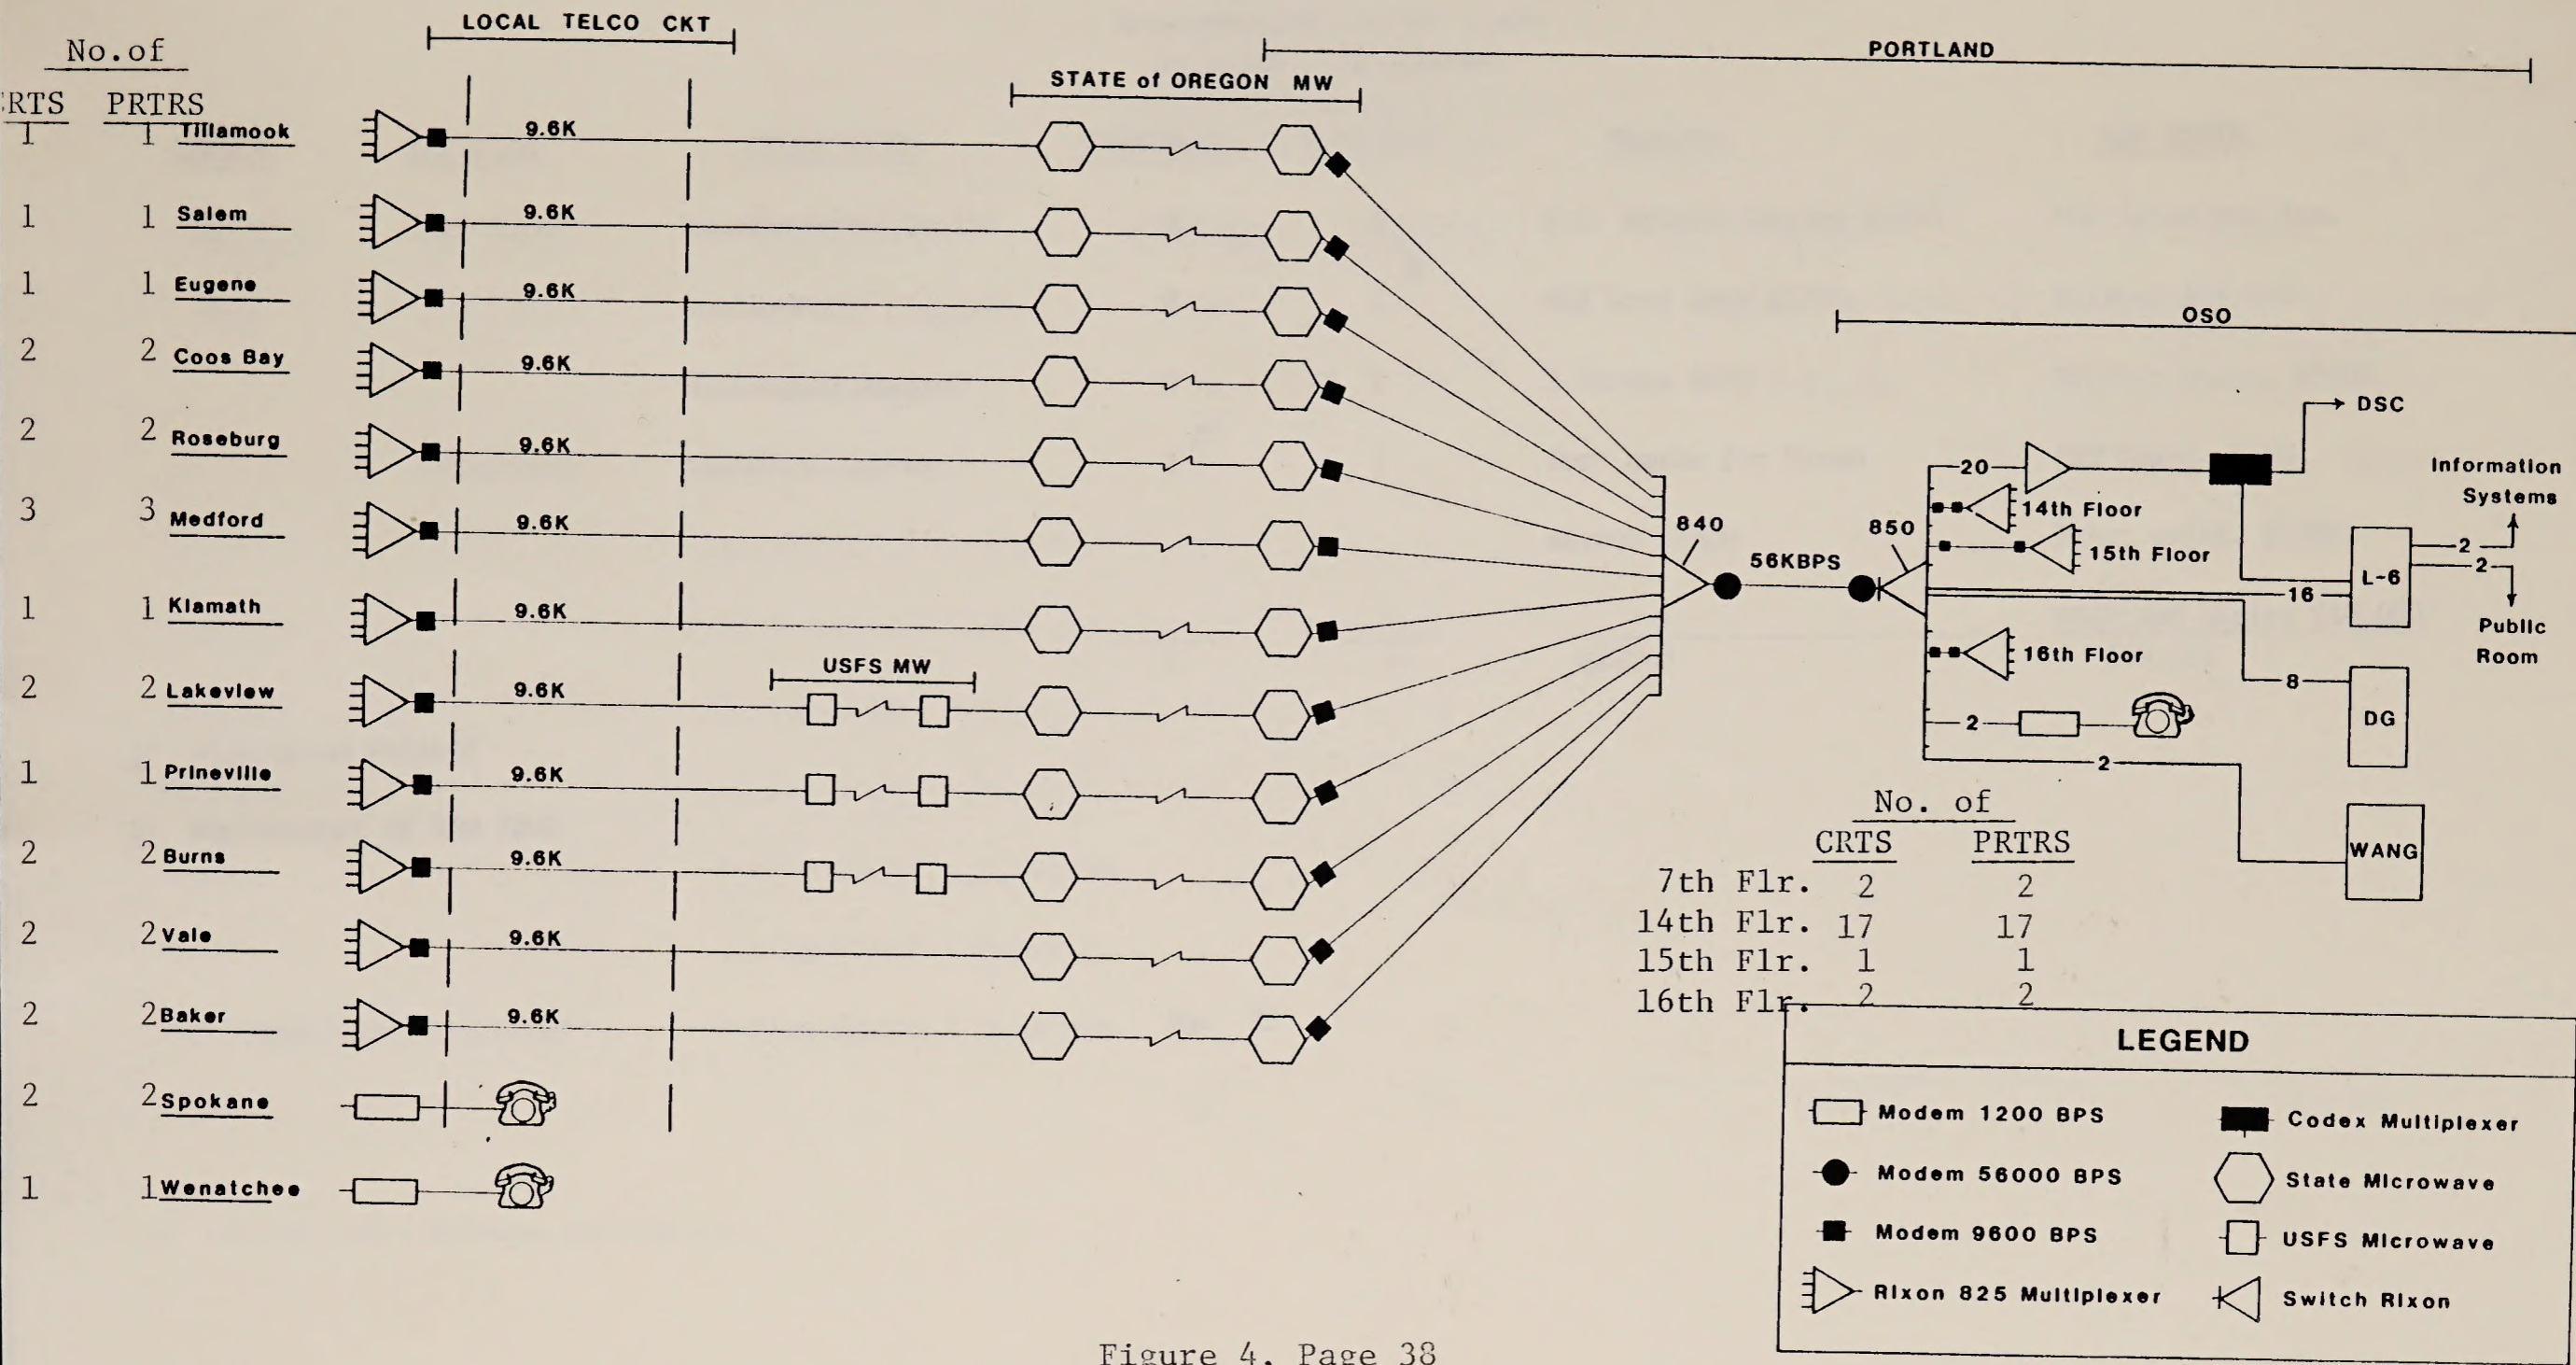 LOCAL TELCO CKT
PORTLAND
No.of
STATE of OREGON MW
RTS PRTRS
1 1 Tillamook 9.6K
1 1 Salem 9.6K
1 1 Eugene 9.6K
OSO
2 2 Coos Bay 9.6K
DSC
2 2 Roseburg 9.6K
20
Information
Systems
3 3 Medford 9.6K
840
850
14th Floor
15th Floor
56KBPS
2
2
L-6
16
1 1 Klamath 9.6K
Public
Room
16th Floor
USFS MW
2 2 Lakeview 9.6K
8
DG
2
2
1 1 Prineville 9.6K
No. of
CRTS PRTRS
WANG
2 2 Burns 9.6K
7th Flr. 2 2
14th Flr. 17 17
15th Flr. 1 1
16th Flr. 2 2
2 2 Vale 9.6K
2 2 Baker 9.6K
LEGEND
2 2 Spokane
Modem 1200 BPS Codex Multiplexer
1 1 Wenatchee
Modem 56000 BPS State Microwave
Modem 9600 BPS USFS Microwave
Rixon 825 Multiplexer Switch Rixon
Figure 4, Page 38